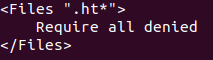 <Files ".ht*">
    Require all denied
</Files>